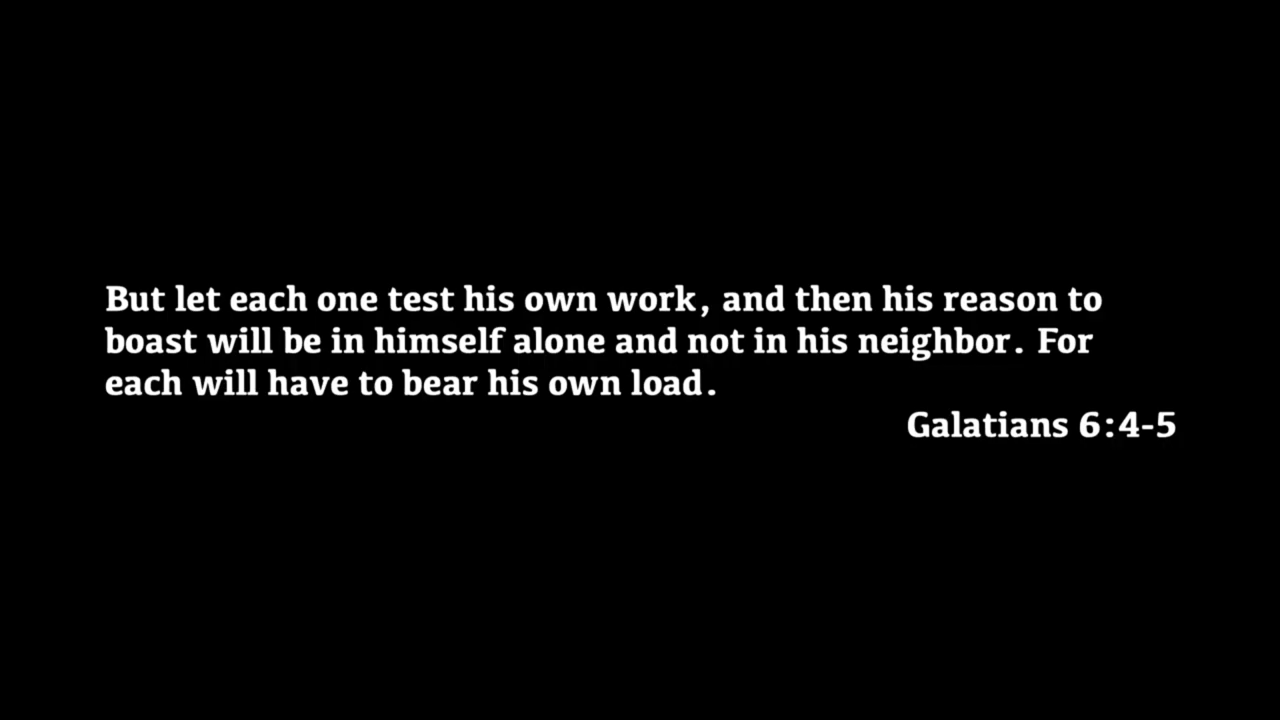 But let each one test his own work, and then his reason to
boast will be in himself alone and not in his neighbor. For
each will have to bear his own load.
Galatians 6:4-5